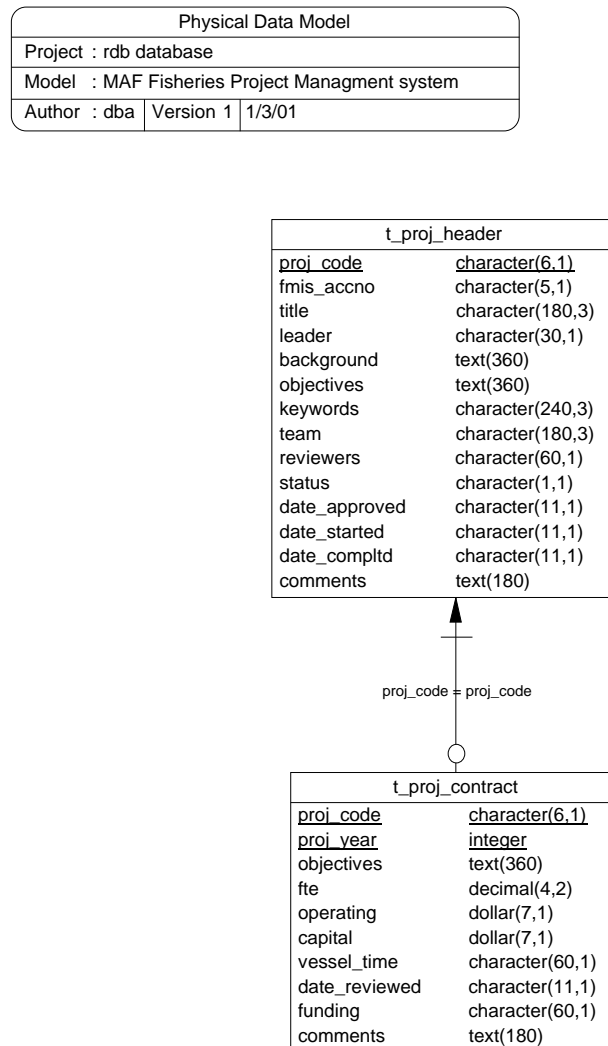 Physical Data Model
Project : rdb database
Model : MAF Fisheries Project Managment system
Author : dba Version 1 1/3/01
t_proj_header
proj_code character(6,1)
fmis_accno character(5,1)
title character(180,3)
leader character(30,1)
background text(360)
objectives text(360)
keywords character(240,3)
team character(180,3)
reviewers character(60,1)
status character(1,1)
date_approved character(11,1)
date_started character(11,1)
date_compltd character(11,1)
comments text(180)
proj_code = proj_code
t_proj_contract
proj_code character(6,1)
proj_year integer
objectives text(360)
fte decimal(4,2)
operating dollar(7,1)
capital dollar(7,1)
vessel_time character(60,1)
date_reviewed character(11,1)
funding character(60,1)
comments text(180)